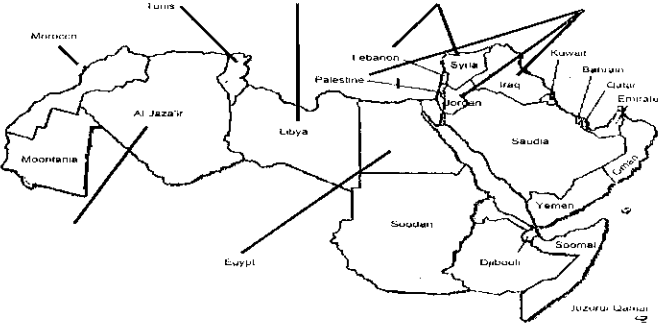 Tunis
Morocco
Lebanon
Syria
Kuwait
Palestine
Iraq
Bahrain
Qatar
Emirate
Jordan
Al Jaza'ir
Libya
Saudia
Mooritania
Oman
Yemen
Soodan
Soomal
Egypt
Djibouli
Juzurul Qamar